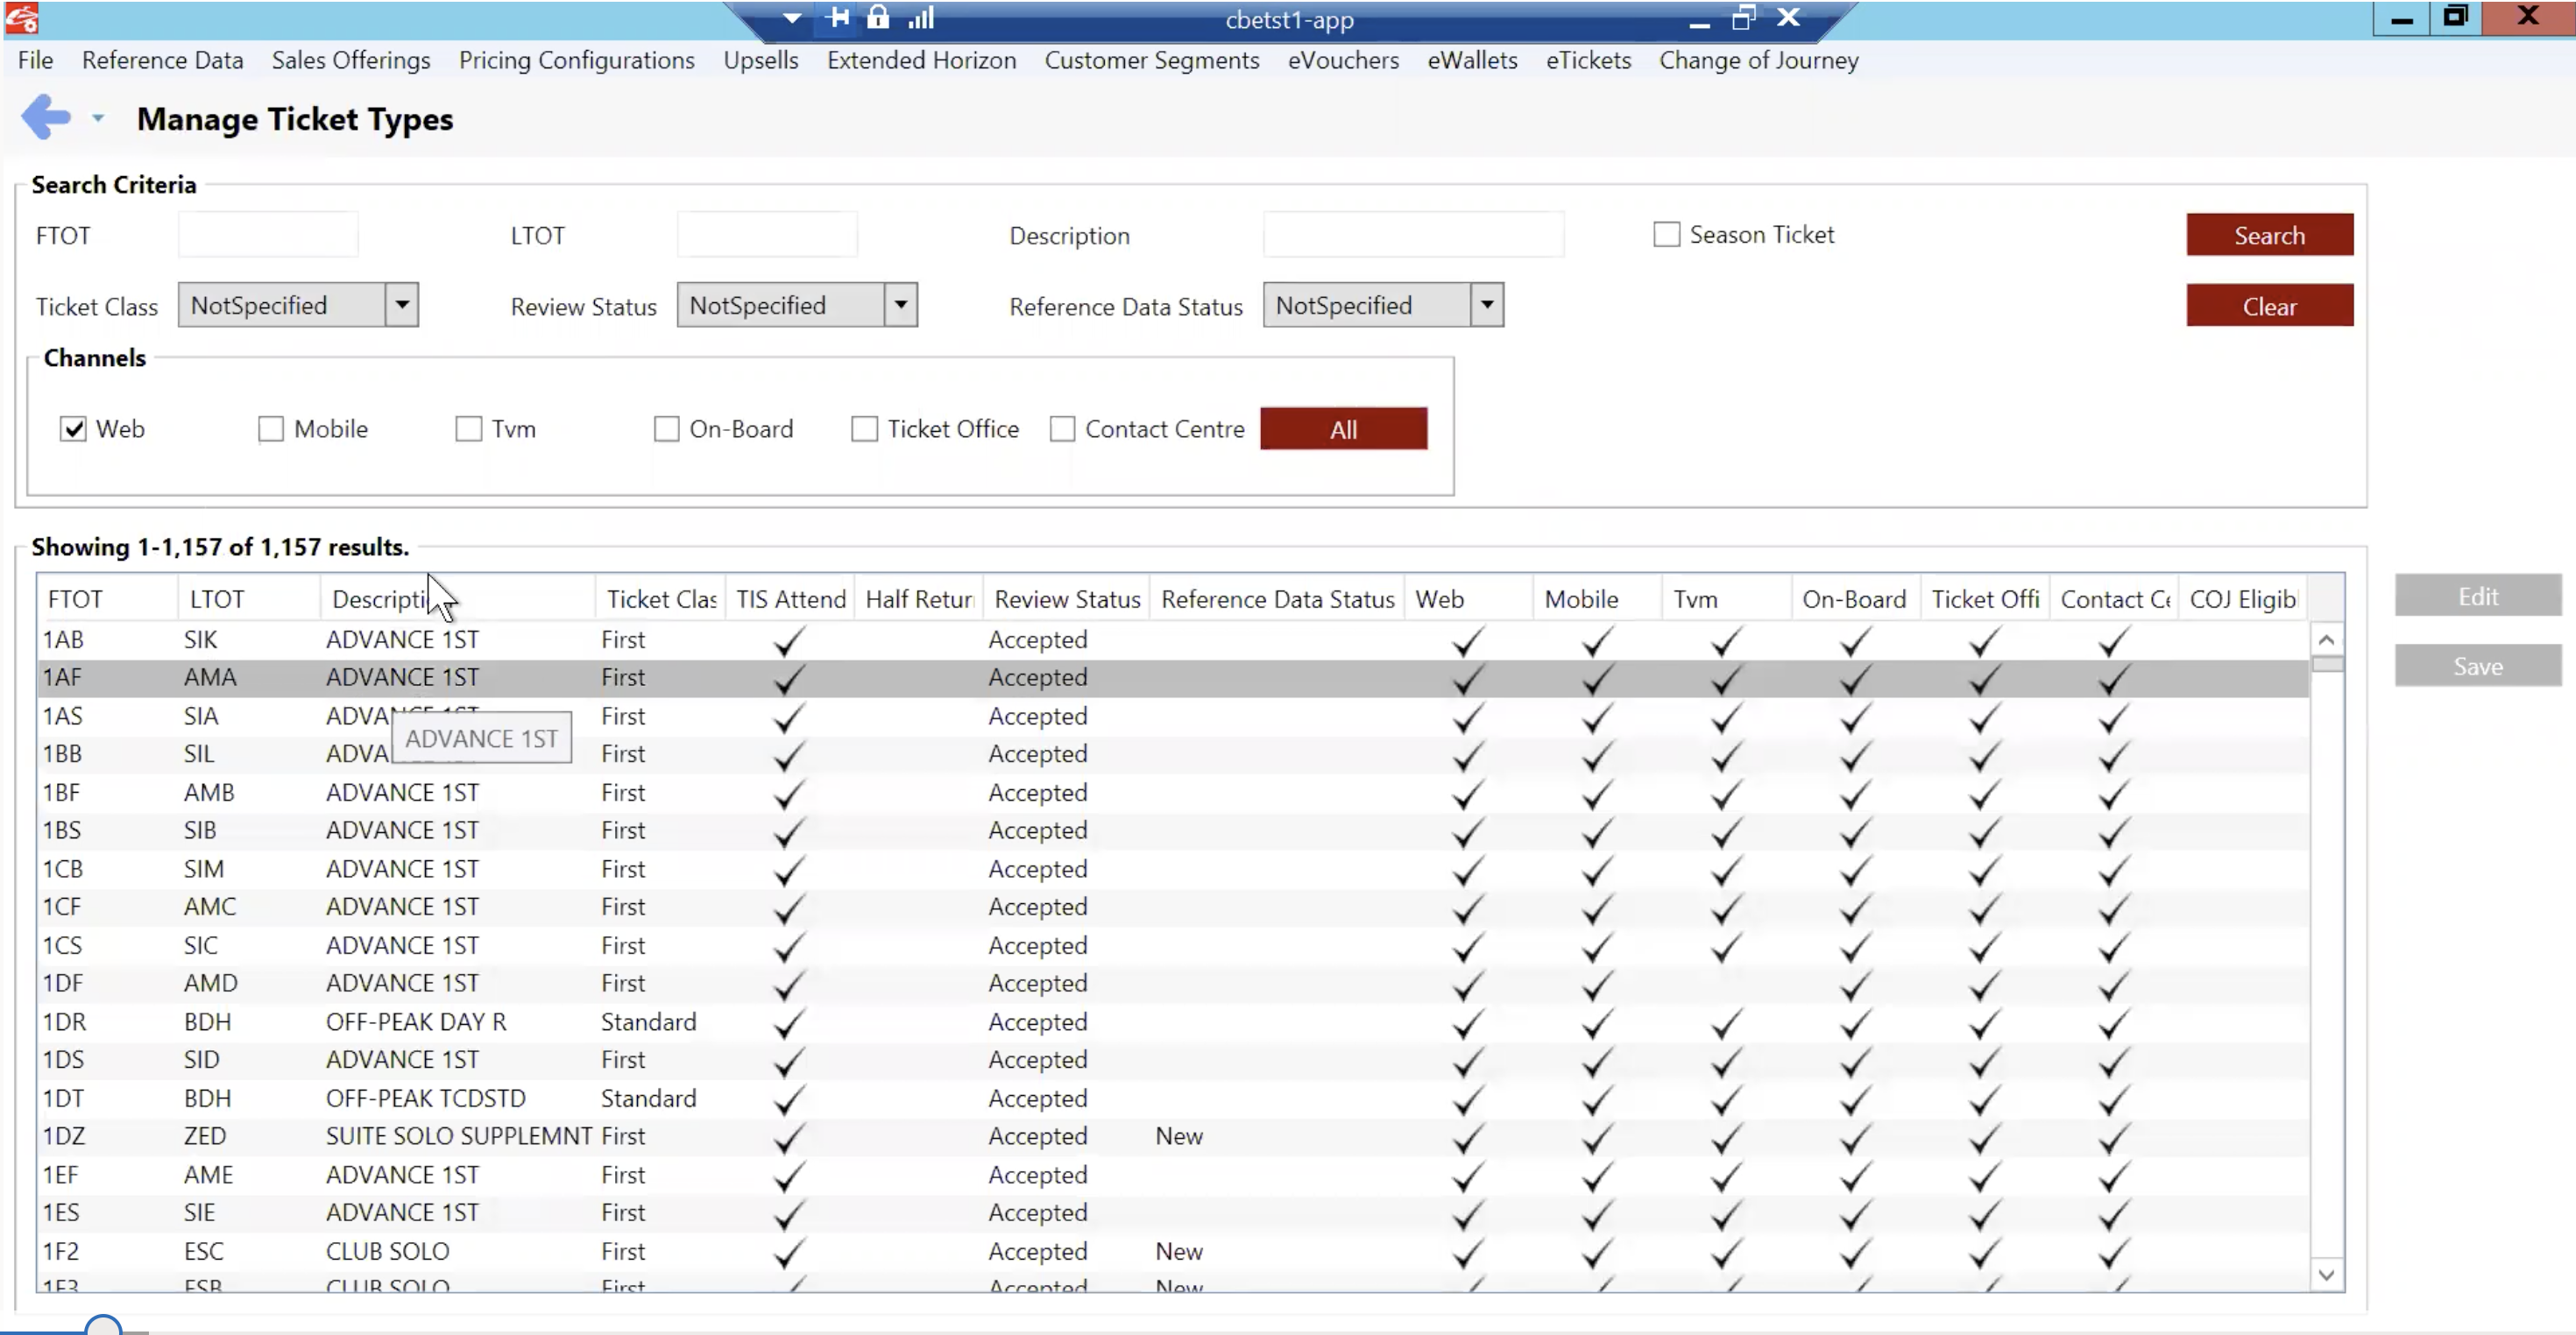 cbetst1-app
File Reference Data Sales Offerings Pricing Configurations Upsells Extended Horizon Customer Segments eVouchers eWallets eTickets Change of Journey
Manage Ticket Types
Search Criteria
FTOT LTOT Description Season Ticket Search
Ticket Class NotSpecified Review Status NotSpecified Reference Data Status NotSpecified Clear
Channels
Web Mobile Tvm On-Board Ticket Office Contact Centre All
Showing 1-1,157 of 1,157 results.
FTOT LTOT Descripti Ticket Clas TIS Attend Half Retur Review Status Reference Data Status Web Mobile Tvm On-Board Ticket Offi Contact Ce COJ Eligib Edit
1AB SIK ADVANCE 1ST First Accepted
Save
1AF AMA ADVANCE 1ST First Accepted
1AS SIA ADVANCE 1ST First Accepted
ADVANCE 1ST
1BB SIL ADVA First Accepted
1BF AMB ADVANCE 1ST First Accepted
1BS SIB ADVANCE 1ST First Accepted
1CB SIM ADVANCE 1ST First Accepted
1CF AMC ADVANCE 1ST First Accepted
1CS SIC ADVANCE 1ST First Accepted
1DF AMD ADVANCE 1ST First Accepted
1DR BDH OFF-PEAK DAY R Standard Accepted
1DS SID ADVANCE 1ST First Accepted
1DT BDH OFF-PEAK TCDSTD Standard Accepted
1DZ ZED SUITE SOLO SUPPLEMNT First Accepted New
1EF AME ADVANCE 1ST First Accepted
1ES SIE ADVANCE 1ST First Accepted
1F2 ESC CLUB SOLO First Accepted New
1F3 ESB CLUB SOLO First Accepted New